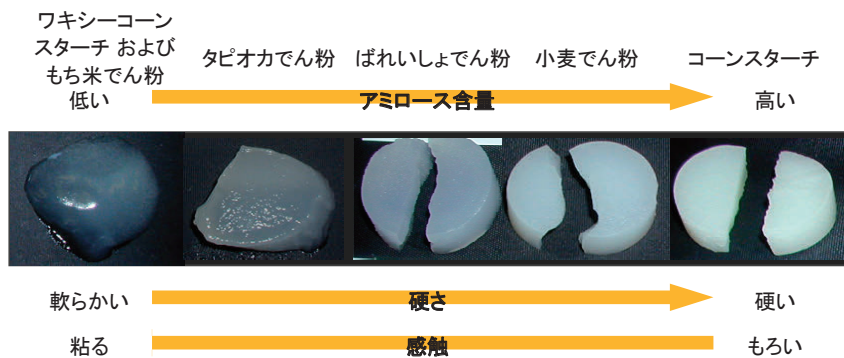 ワキシーコーン
スターチ および
もち米でん粉
タピオカでん粉
ばれいしょでん粉
小麦でん粉
コーンスターチ
低い
アミロース含量
高い
軟らかい
硬さ
硬い
粘る
感触
もろい